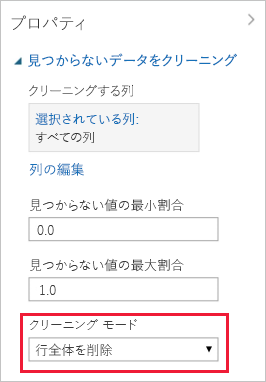 プロパティ
見つからないデータをクリーニング
クリーニングする列
選択されている列:
すべての列
列の編集
見つからない値の最小割合
0.0
見つからない値の最大割合
1.0
クリーニング モード
行全体を削除